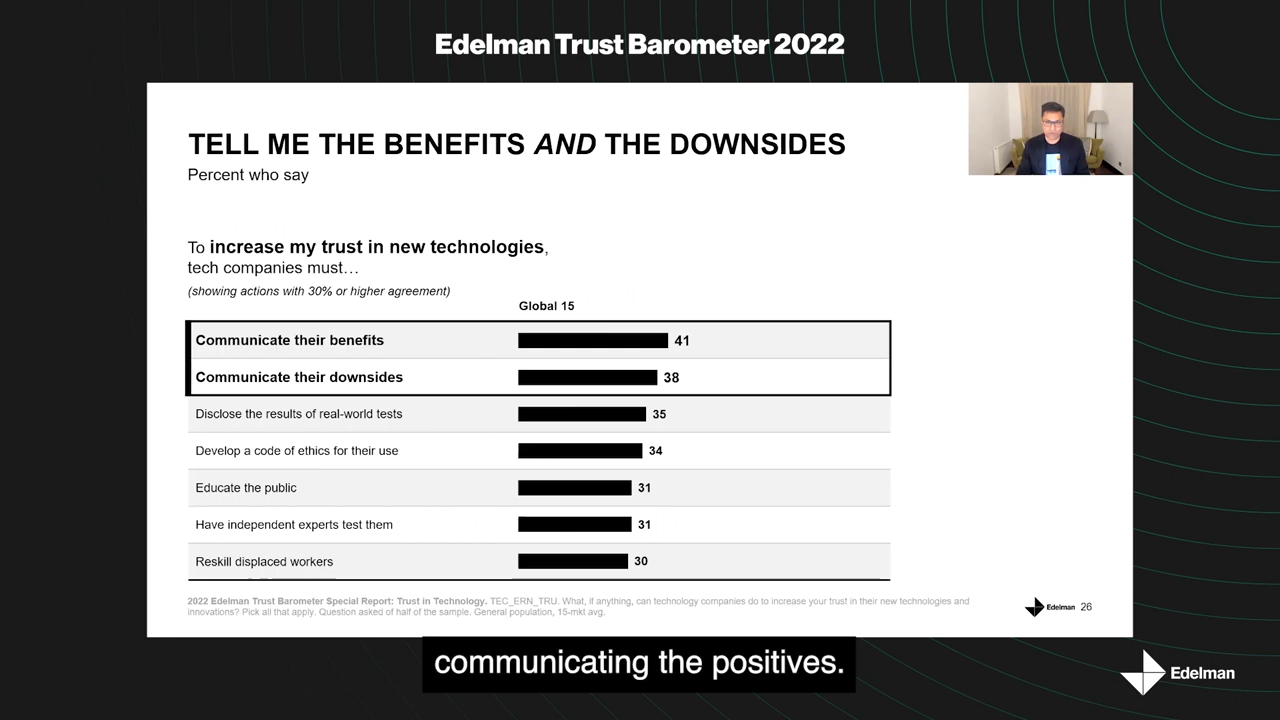 Edelman Trust Barometer 2022
TELL ME THE BENEFITS AND THE DOWNSIDES
Percent who say
To increase my trust in new technologies,
tech companies must…
(showing actions with 30% or higher agreement)
Global 15
Communicate their benefits 41
Communicate their downsides 38
Disclose the results of real-world tests 35
Develop a code of ethics for their use 34
Educate the public 31
Have independent experts test them 31
Reskill displaced workers 30
2022 Edelman Trust Barometer Special Report: Trust in Technology. TEC_ERN_TRU. What, if anything, can technology companies do to increase your trust in their new technologies and
innovations? Pick all that apply. Question asked of half of the sample. General population, 15-mkt avg.
Edelman 26
communicating the positives.
Edelman